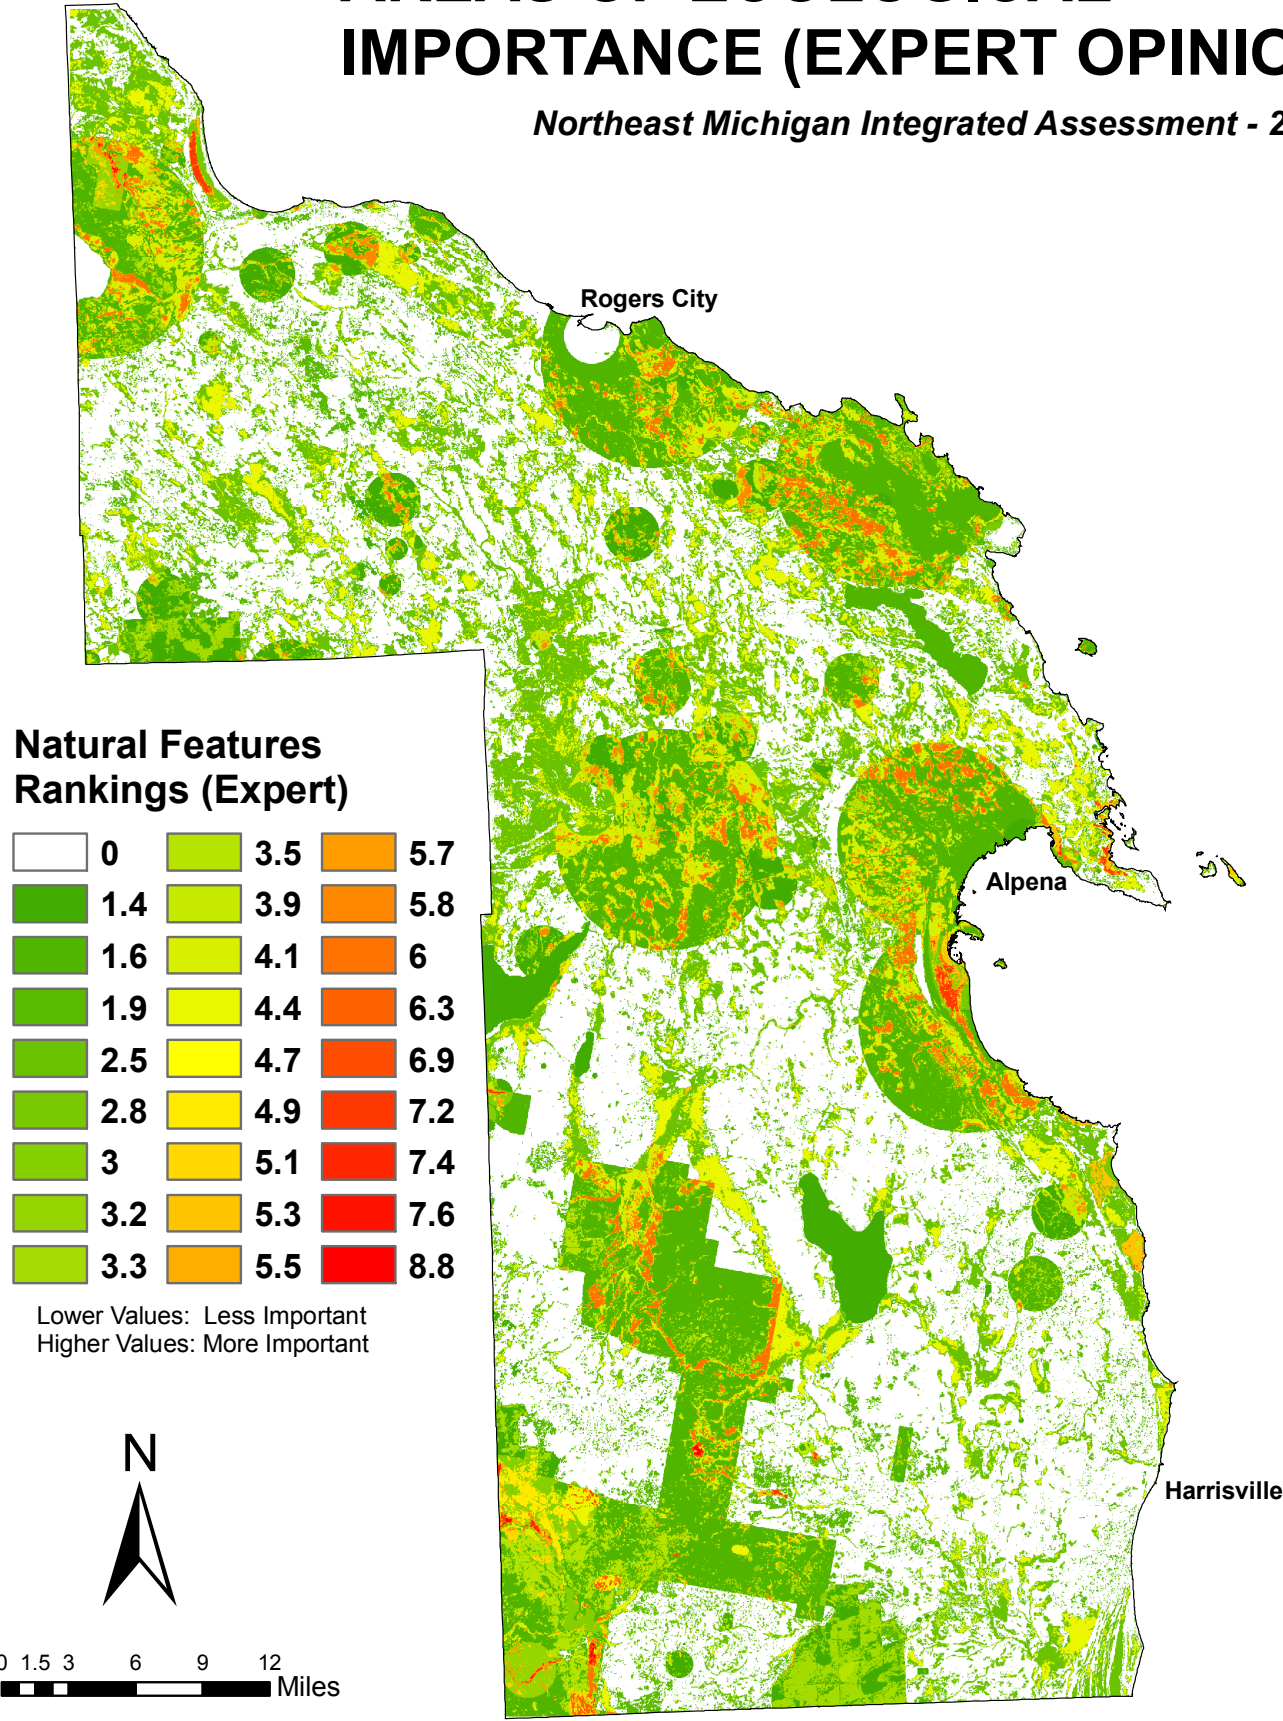 AREAS OF ECOLOGICAL
IMPORTANCE (EXPERT OPINIO
Northeast Michigan Integrated Assessment - 2
Rogers City
Alpena
Harrisville
Natural Features
Rankings (Expert)
0 3.5 5.7
1.4 3.9 5.8
1.6 4.1 6
1.9 4.4 6.3
2.5 4.7 6.9
2.8 4.9 7.2
3 5.1 7.4
3.2 5.3 7.6
3.3 5.5 8.8
Lower Values: Less Important
Higher Values: More Important
N
0 1.5 3 6 9 12
Miles